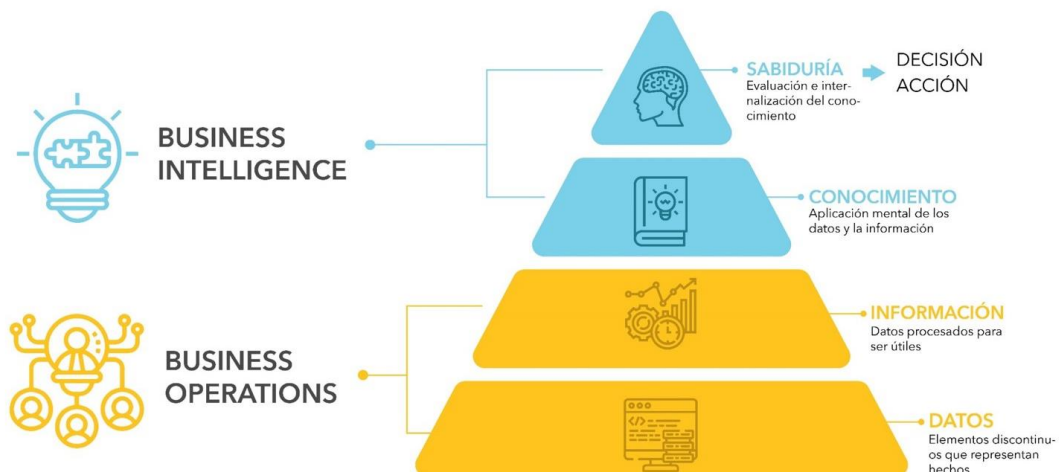 SABIDURÍA
Evaluación e inter-
nalización del cono-
cimiento
DECISIÓN
ACCIÓN
BUSINESS
INTELLIGENCE
CONOCIMIENTO
Aplicación mental de los
datos y la información
INFORMACIÓN
Datos procesados para
ser útiles
BUSINESS
OPERATIONS
DATOS
Elementos discontinu-
os que representan
hechos